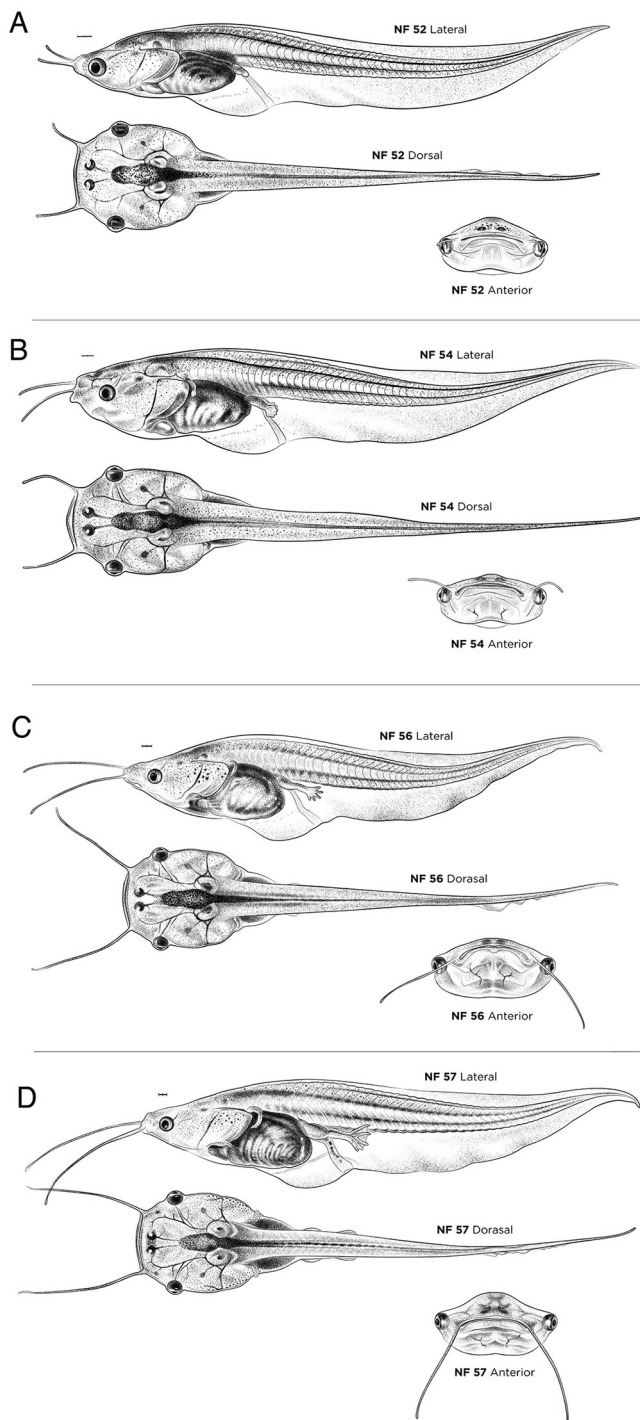 A
NF 52 Lateral
NF 52 Dorsal
NF 52 Anterior
B
NF 54 Lateral
NF 54 Dorsal
NF 54 Anterior
C
NF 56 Lateral
NF 56 Dorasal
NF 56 Anterior
D
NF 57 Lateral
NF 57 Dorasal
NF 57 Anterior